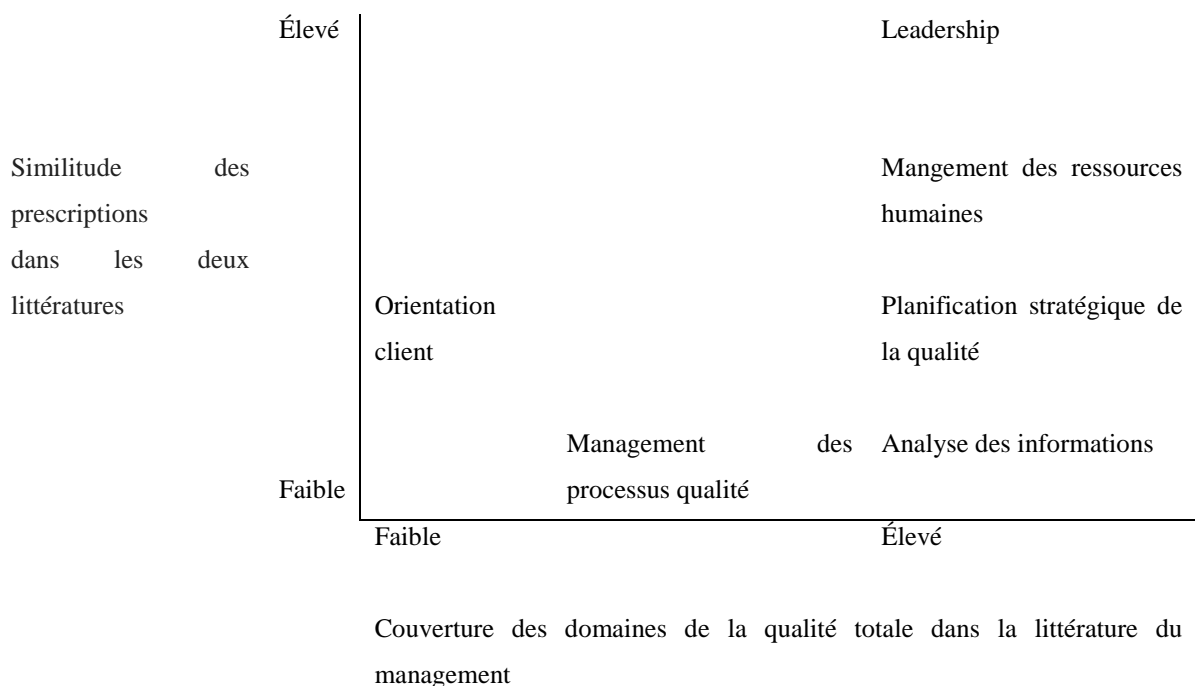 Élevé
Leadership
Similitude des
prescriptions
dans les deux
littératures
Mangement des ressources
humaines
Orientation
client
Planification stratégique de
la qualité
Management des
processus qualité
Analyse des informations
Faible
Faible
Élevé
Couverture des domaines de la qualité totale dans la littérature du
management